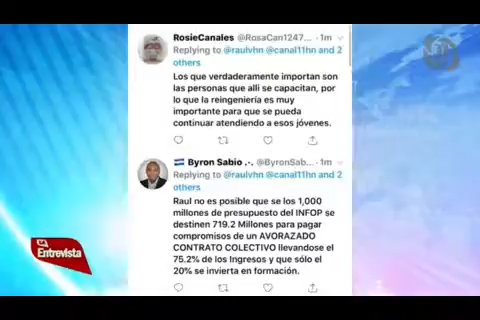 RosieCanales @RosaCan1247... · 1m
Replying to @raulvhn @canal11hn and 2
others
Los que verdaderamente importan son
las personas que alli se capacitan, por
lo que la reingeniería es muy
importante para que se pueda
continuar atendiendo a esos jóvenes.
Byron Sabio .·. @ByronSab... · 1m
Replying to @raulvhn @canal11hn and 2
others
Raul no es posible que se los 1,000
millones de presupuesto del INFOP se
destinen 719.2 Millones para pagar
compromisos de un AVORAZADO
CONTRATO COLECTIVO llevandose el
75.2% de los Ingresos y que sólo el
20% se invierta en formación.
Entrevista